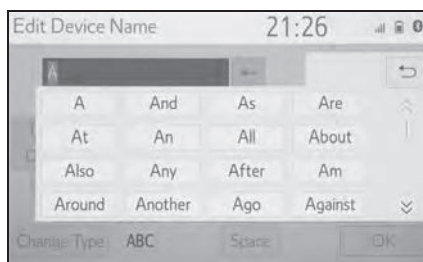 Edit Device Name 21:26
A
A And As Are
At An All About
Also Any After Am
Around Another Ago Against
Change Type ABC Space OK